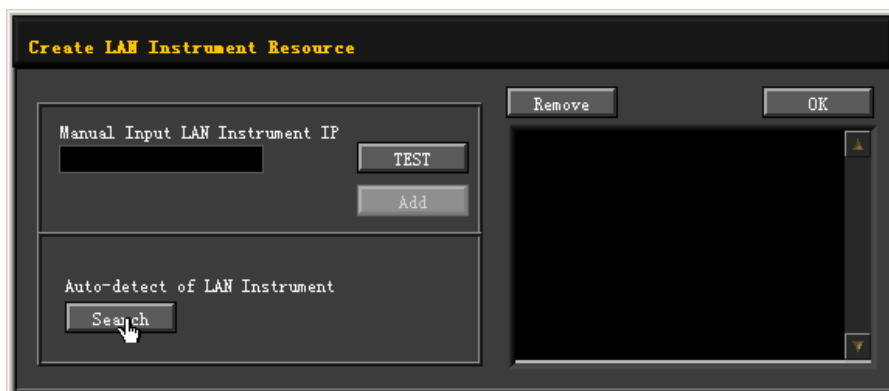 Create LAN Instrument Resource
Remove
OK
Manual Input LAN Instrument IP
TEST
Add
Auto-detect of LAN Instrument
Search